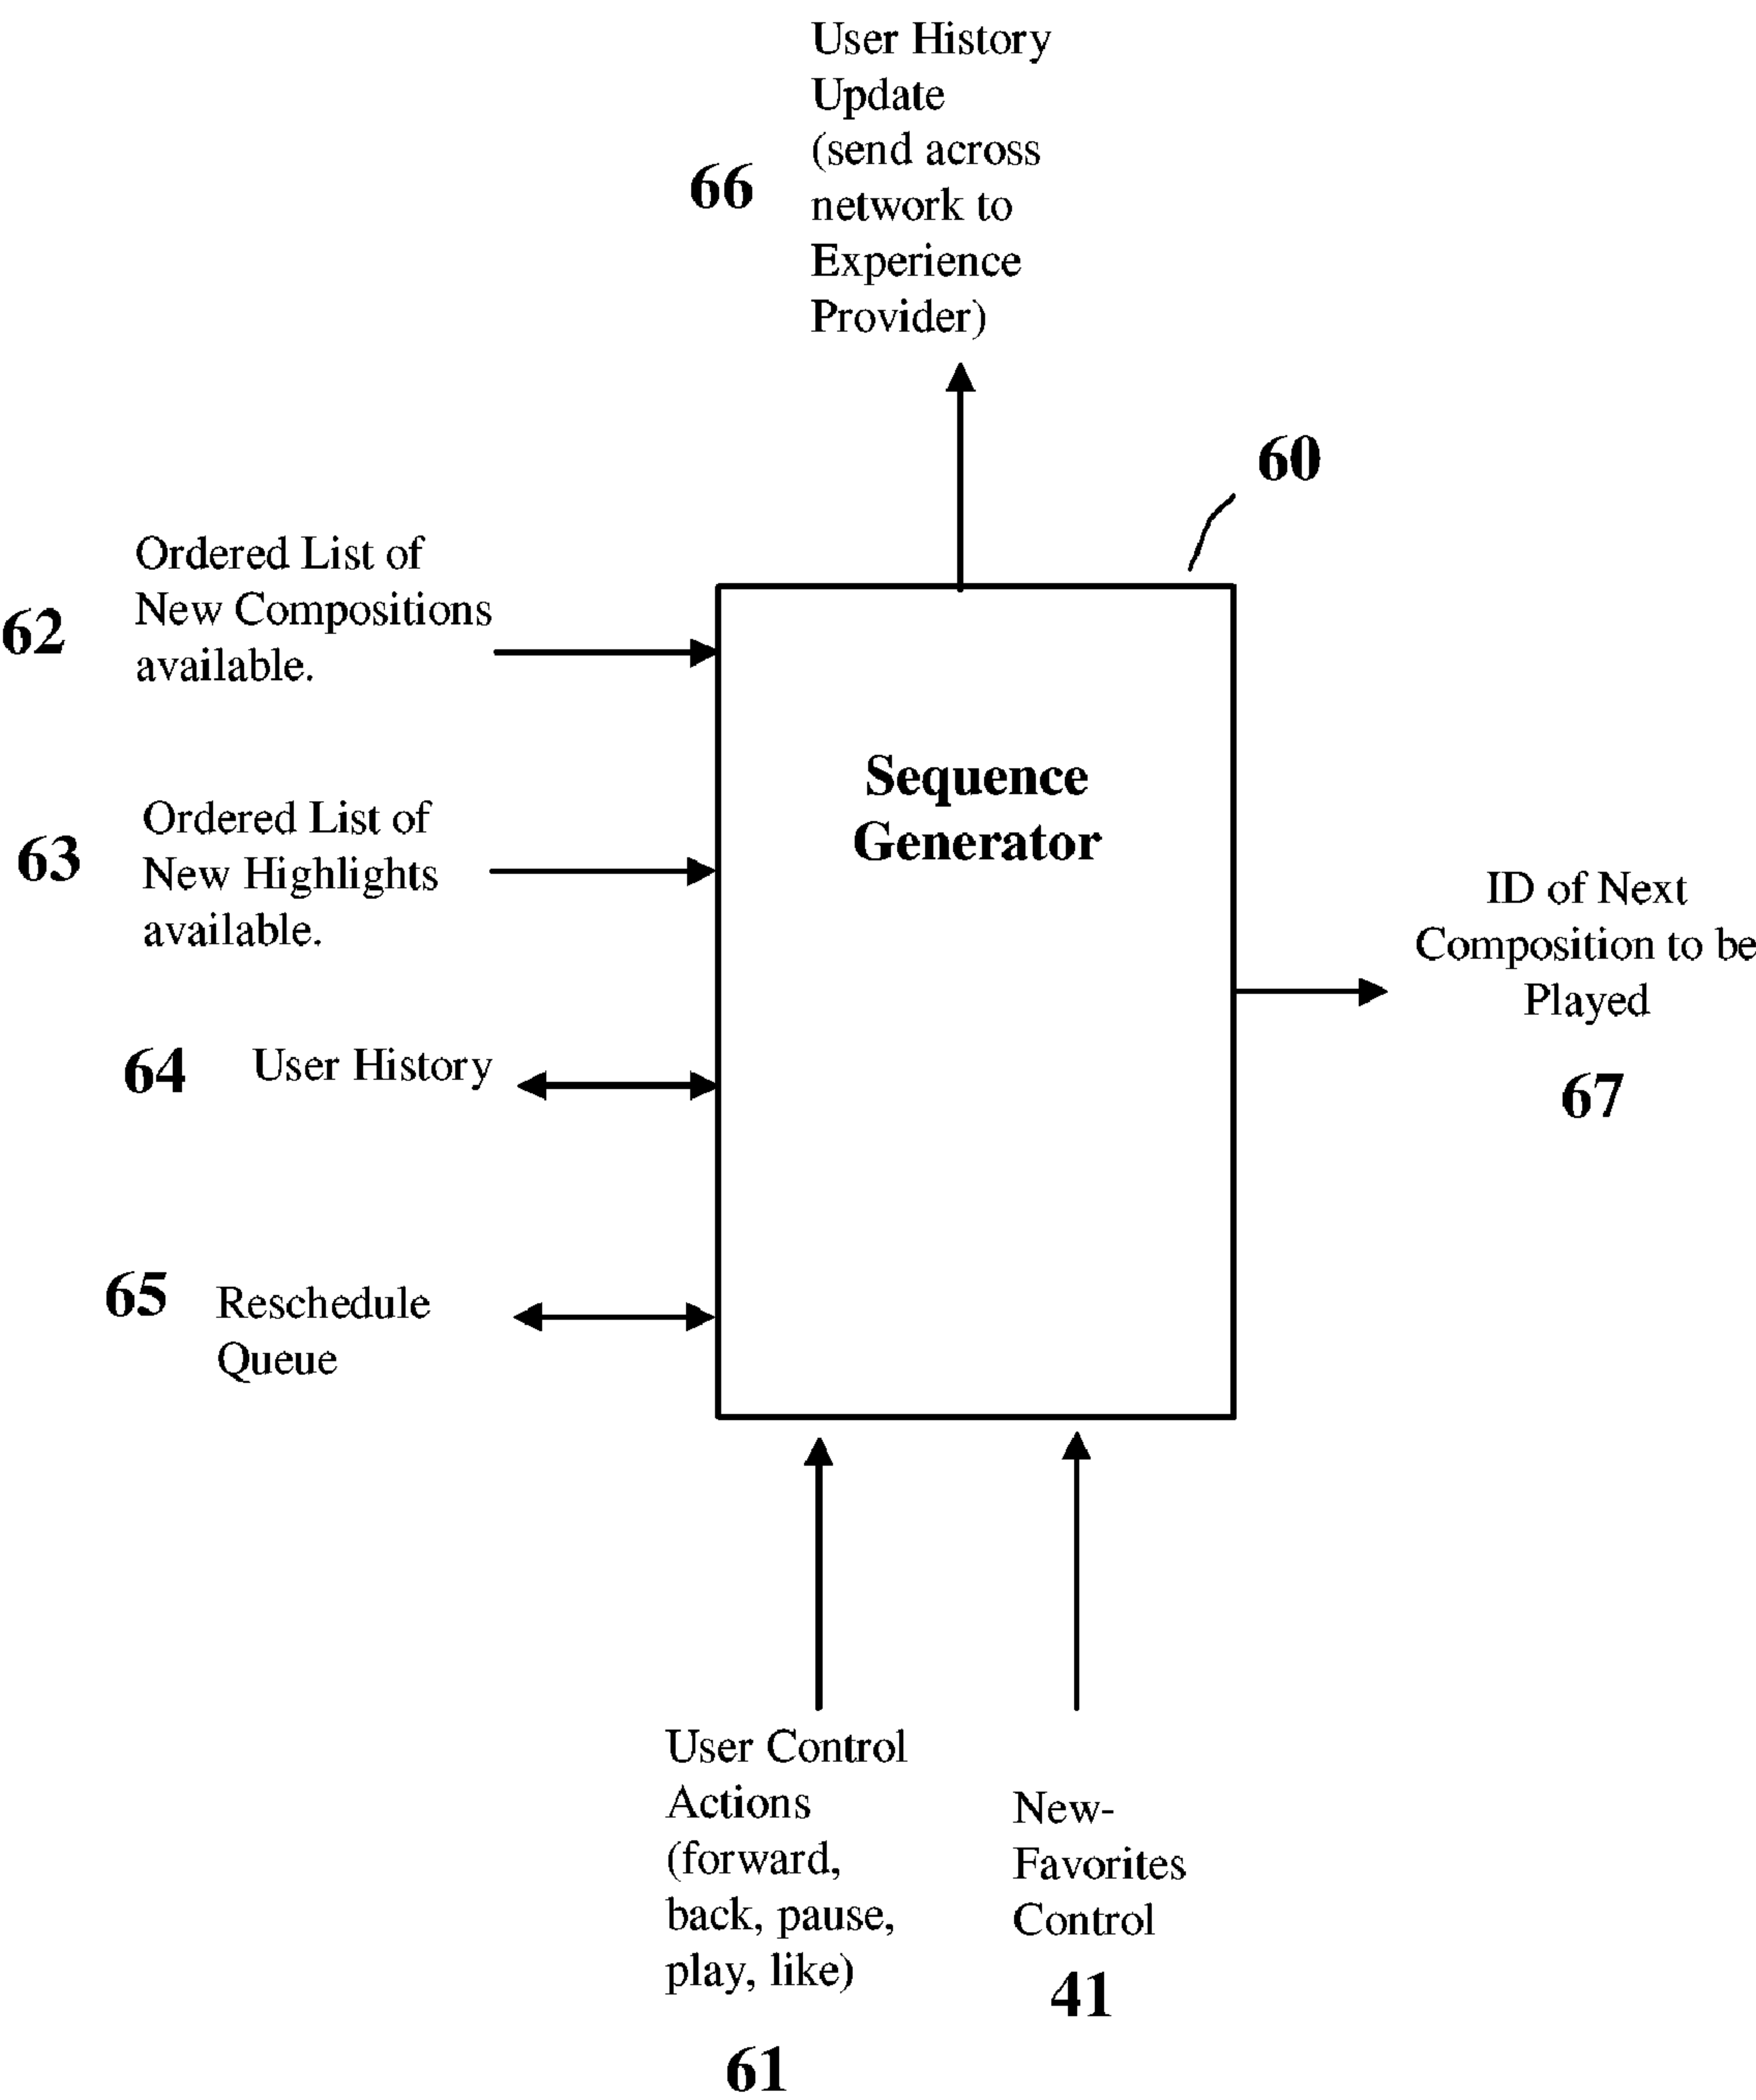 User History
Update
(send across
network to
Experience
Provider)
66
60
Ordered List of
New Compositions
available.
62
Sequence
Generator
Ordered List of
New Highlights
available.
63
ID of Next
Composition to be
Played
67
64
User History
65
Reschedule
Queue
User Control
Actions
(forward,
back, pause,
play, like)
61
New-
Favorites
Control
41